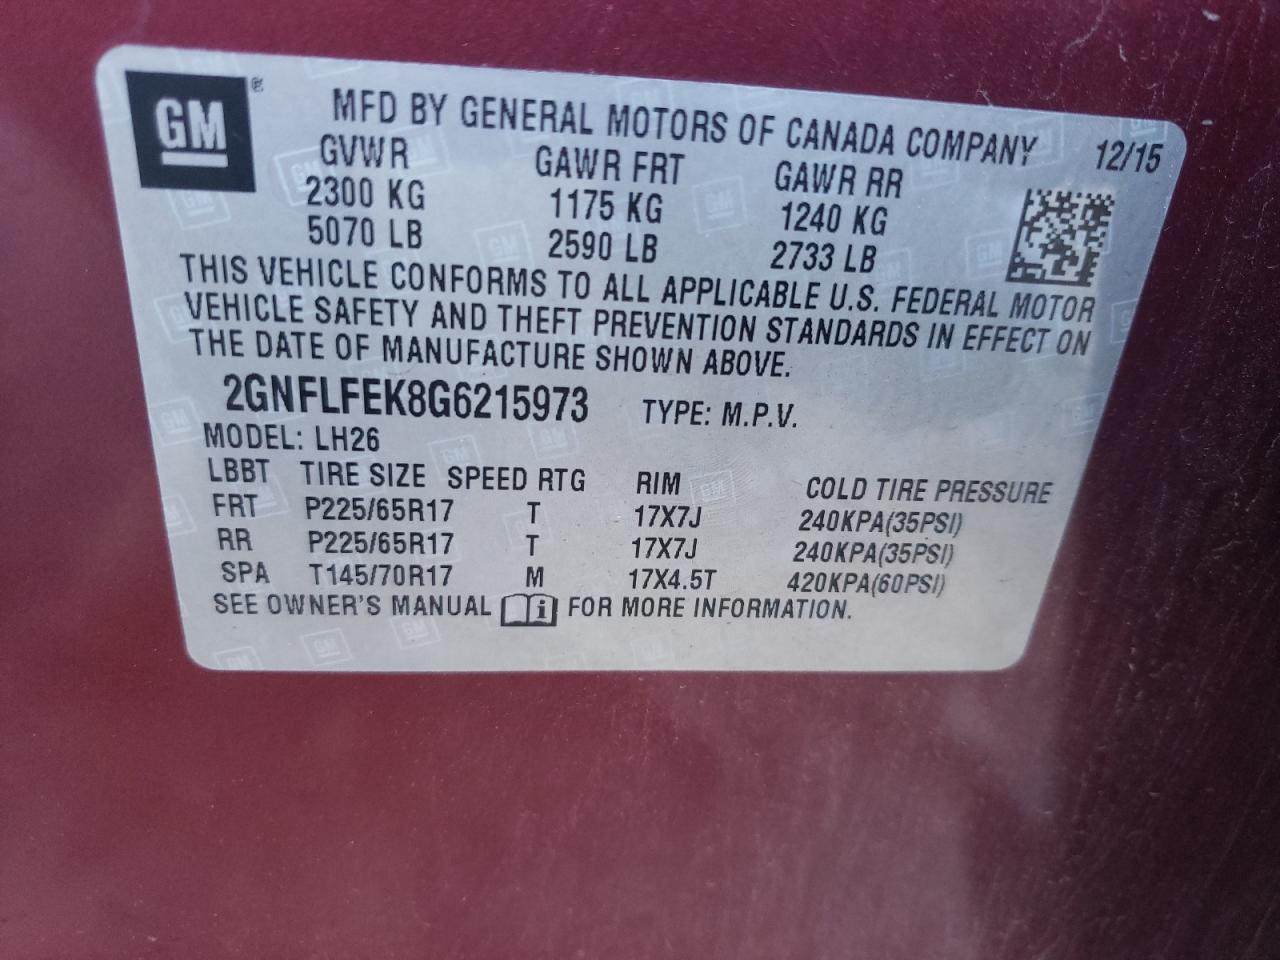 GM
MFD BY GENERAL MOTORS OF CANADA COMPANY 12/15
GVWR GAWR FRT GAWR RR
2300 KG 1175 KG 1240 KG
5070 LB 2590 LB 2733 LB
THIS VEHICLE CONFORMS TO ALL APPLICABLE U.S. FEDERAL MOTOR
VEHICLE SAFETY AND THEFT PREVENTION STANDARDS IN EFFECT ON
THE DATE OF MANUFACTURE SHOWN ABOVE.
2GNFLFEK8G6215973 TYPE: M.P.V.
MODEL: LH26
LBBT TIRE SIZE SPEED RTG RIM COLD TIRE PRESSURE
FRT P225/65R17 T 17X7J 240KPA(35PSI)
RR P225/65R17 T 17X7J 240KPA(35PSI)
SPA T145/70R17 M 17X4.5T 420KPA(60PSI)
SEE OWNER'S MANUAL FOR MORE INFORMATION.